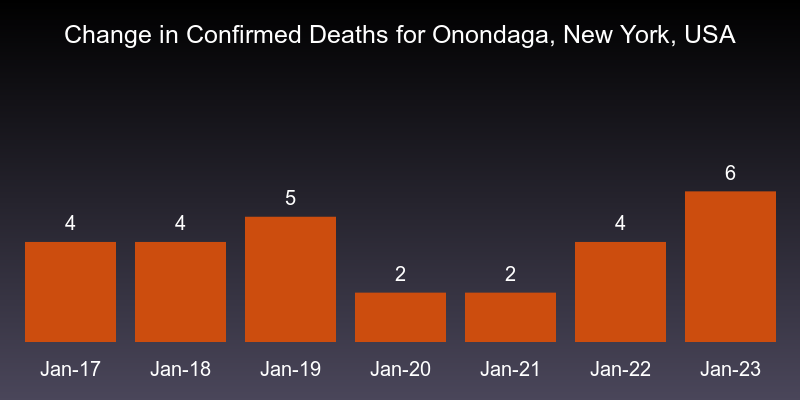 Change in Confirmed Deaths for Onondaga, New York, USA
4 4 5 2 2 4 6
Jan-17 Jan-18 Jan-19 Jan-20 Jan-21 Jan-22 Jan-23